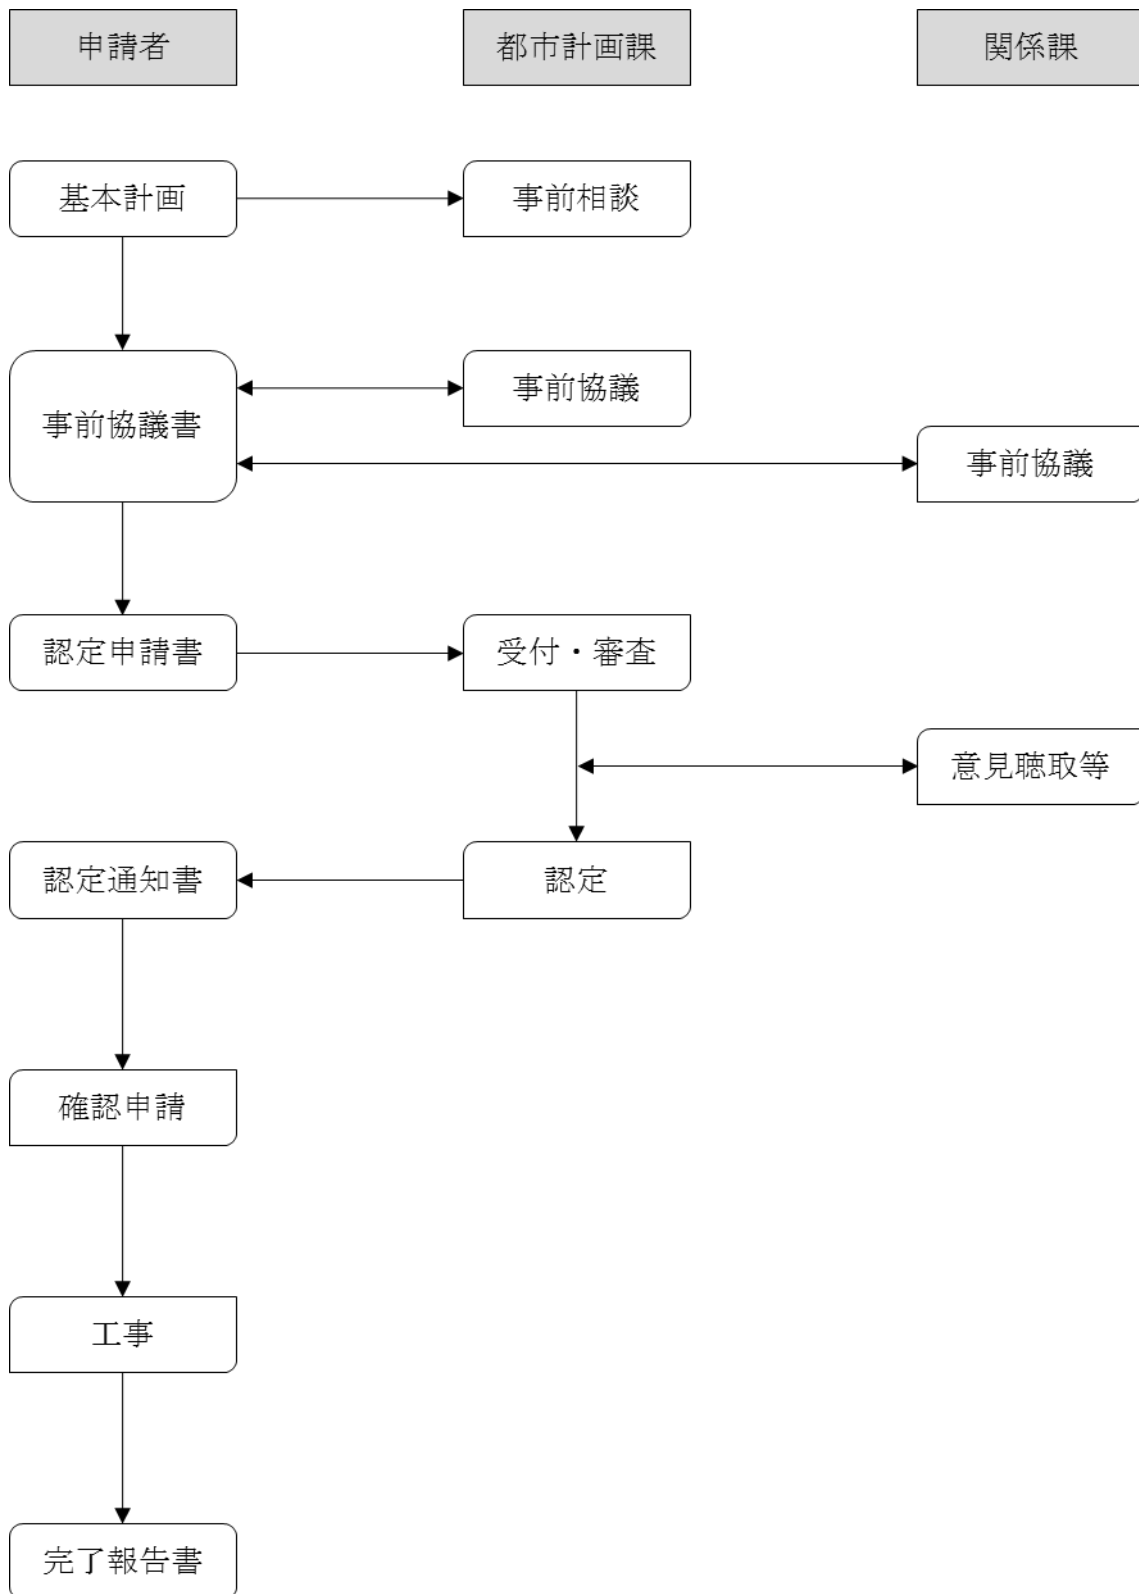 申請者
都市計画課
関係課
基本計画
事前相談
事前協議書
事前協議
事前協議
認定申請書
受付・審査
意見聴取等
認定通知書
認定
確認申請
工事
完了報告書